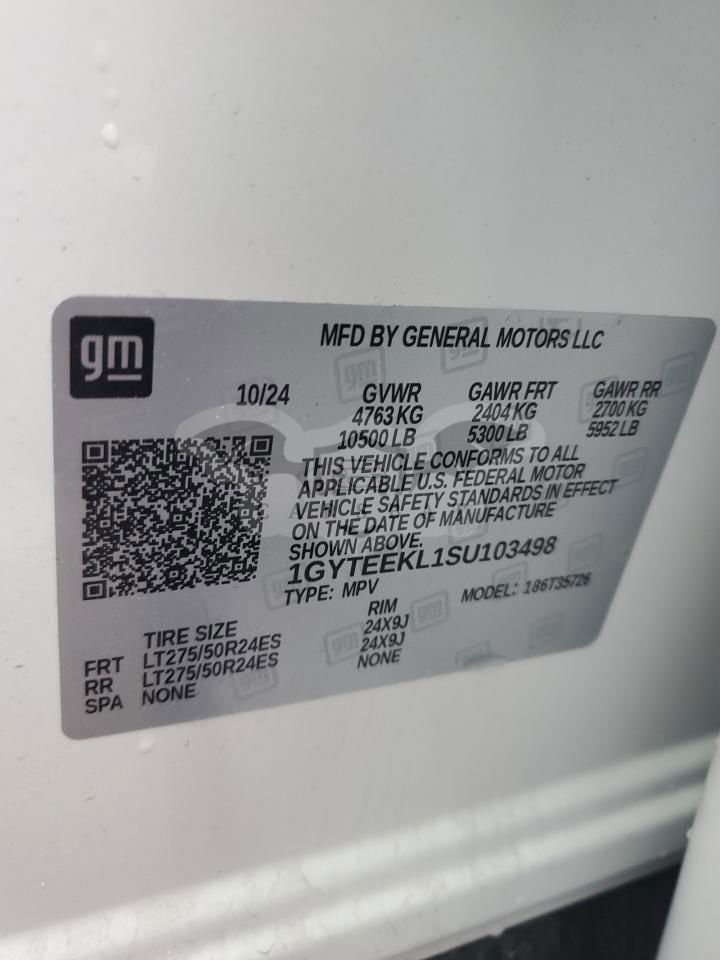 gm
MFD BY GENERAL MOTORS LLC
10/24 GVWR GAWR FRT GAWR RR
4763 KG 2404 KG 2700 KG
10500 LB 5300 LB 5952 LB
THIS VEHICLE CONFORMS TO ALL
APPLICABLE U.S. FEDERAL MOTOR
VEHICLE SAFETY STANDARDS IN EFFECT
ON THE DATE OF MANUFACTURE
SHOWN ABOVE.
1GYTEEKL1SU103498
TYPE: MPV MODEL: 186T35726
TIRE SIZE RIM
FRT LT275/50R24ES 24X9J
RR LT275/50R24ES 24X9J
SPA NONE NONE